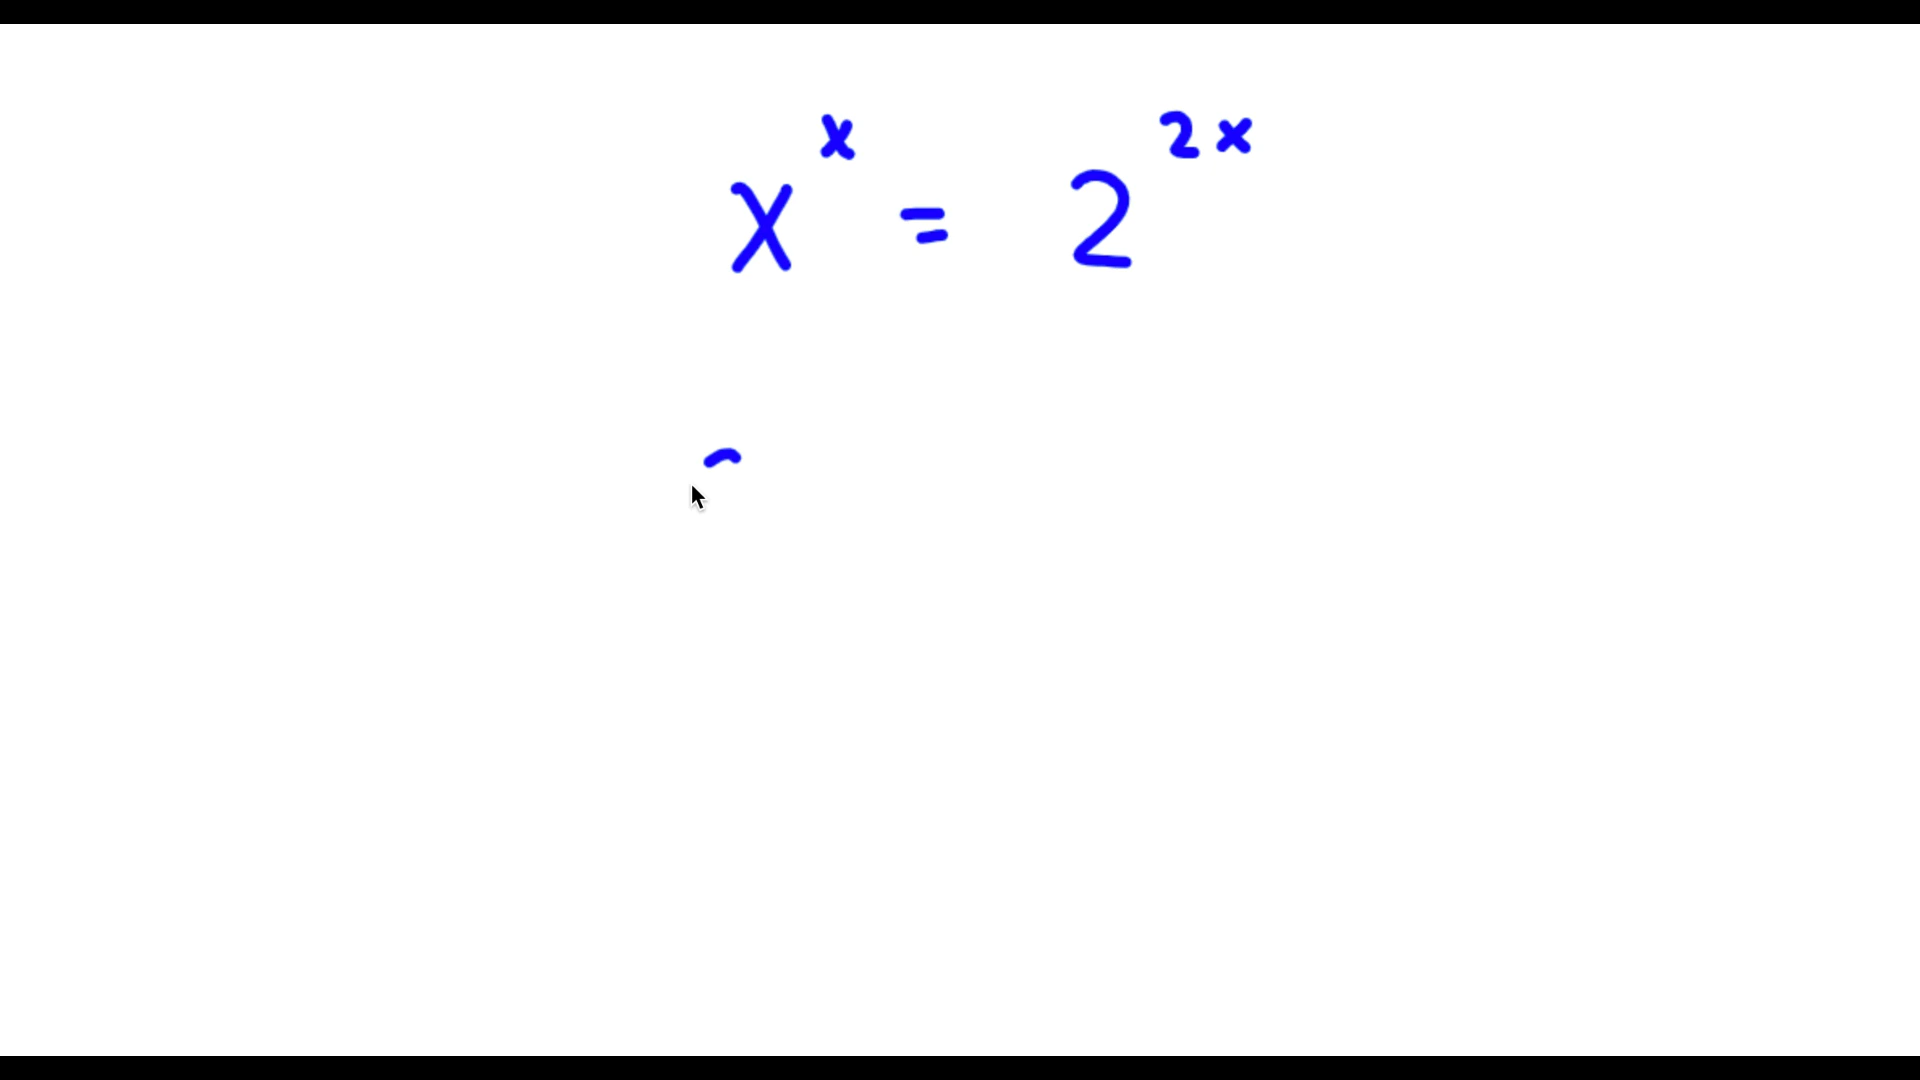 x^x = 2^{2x}